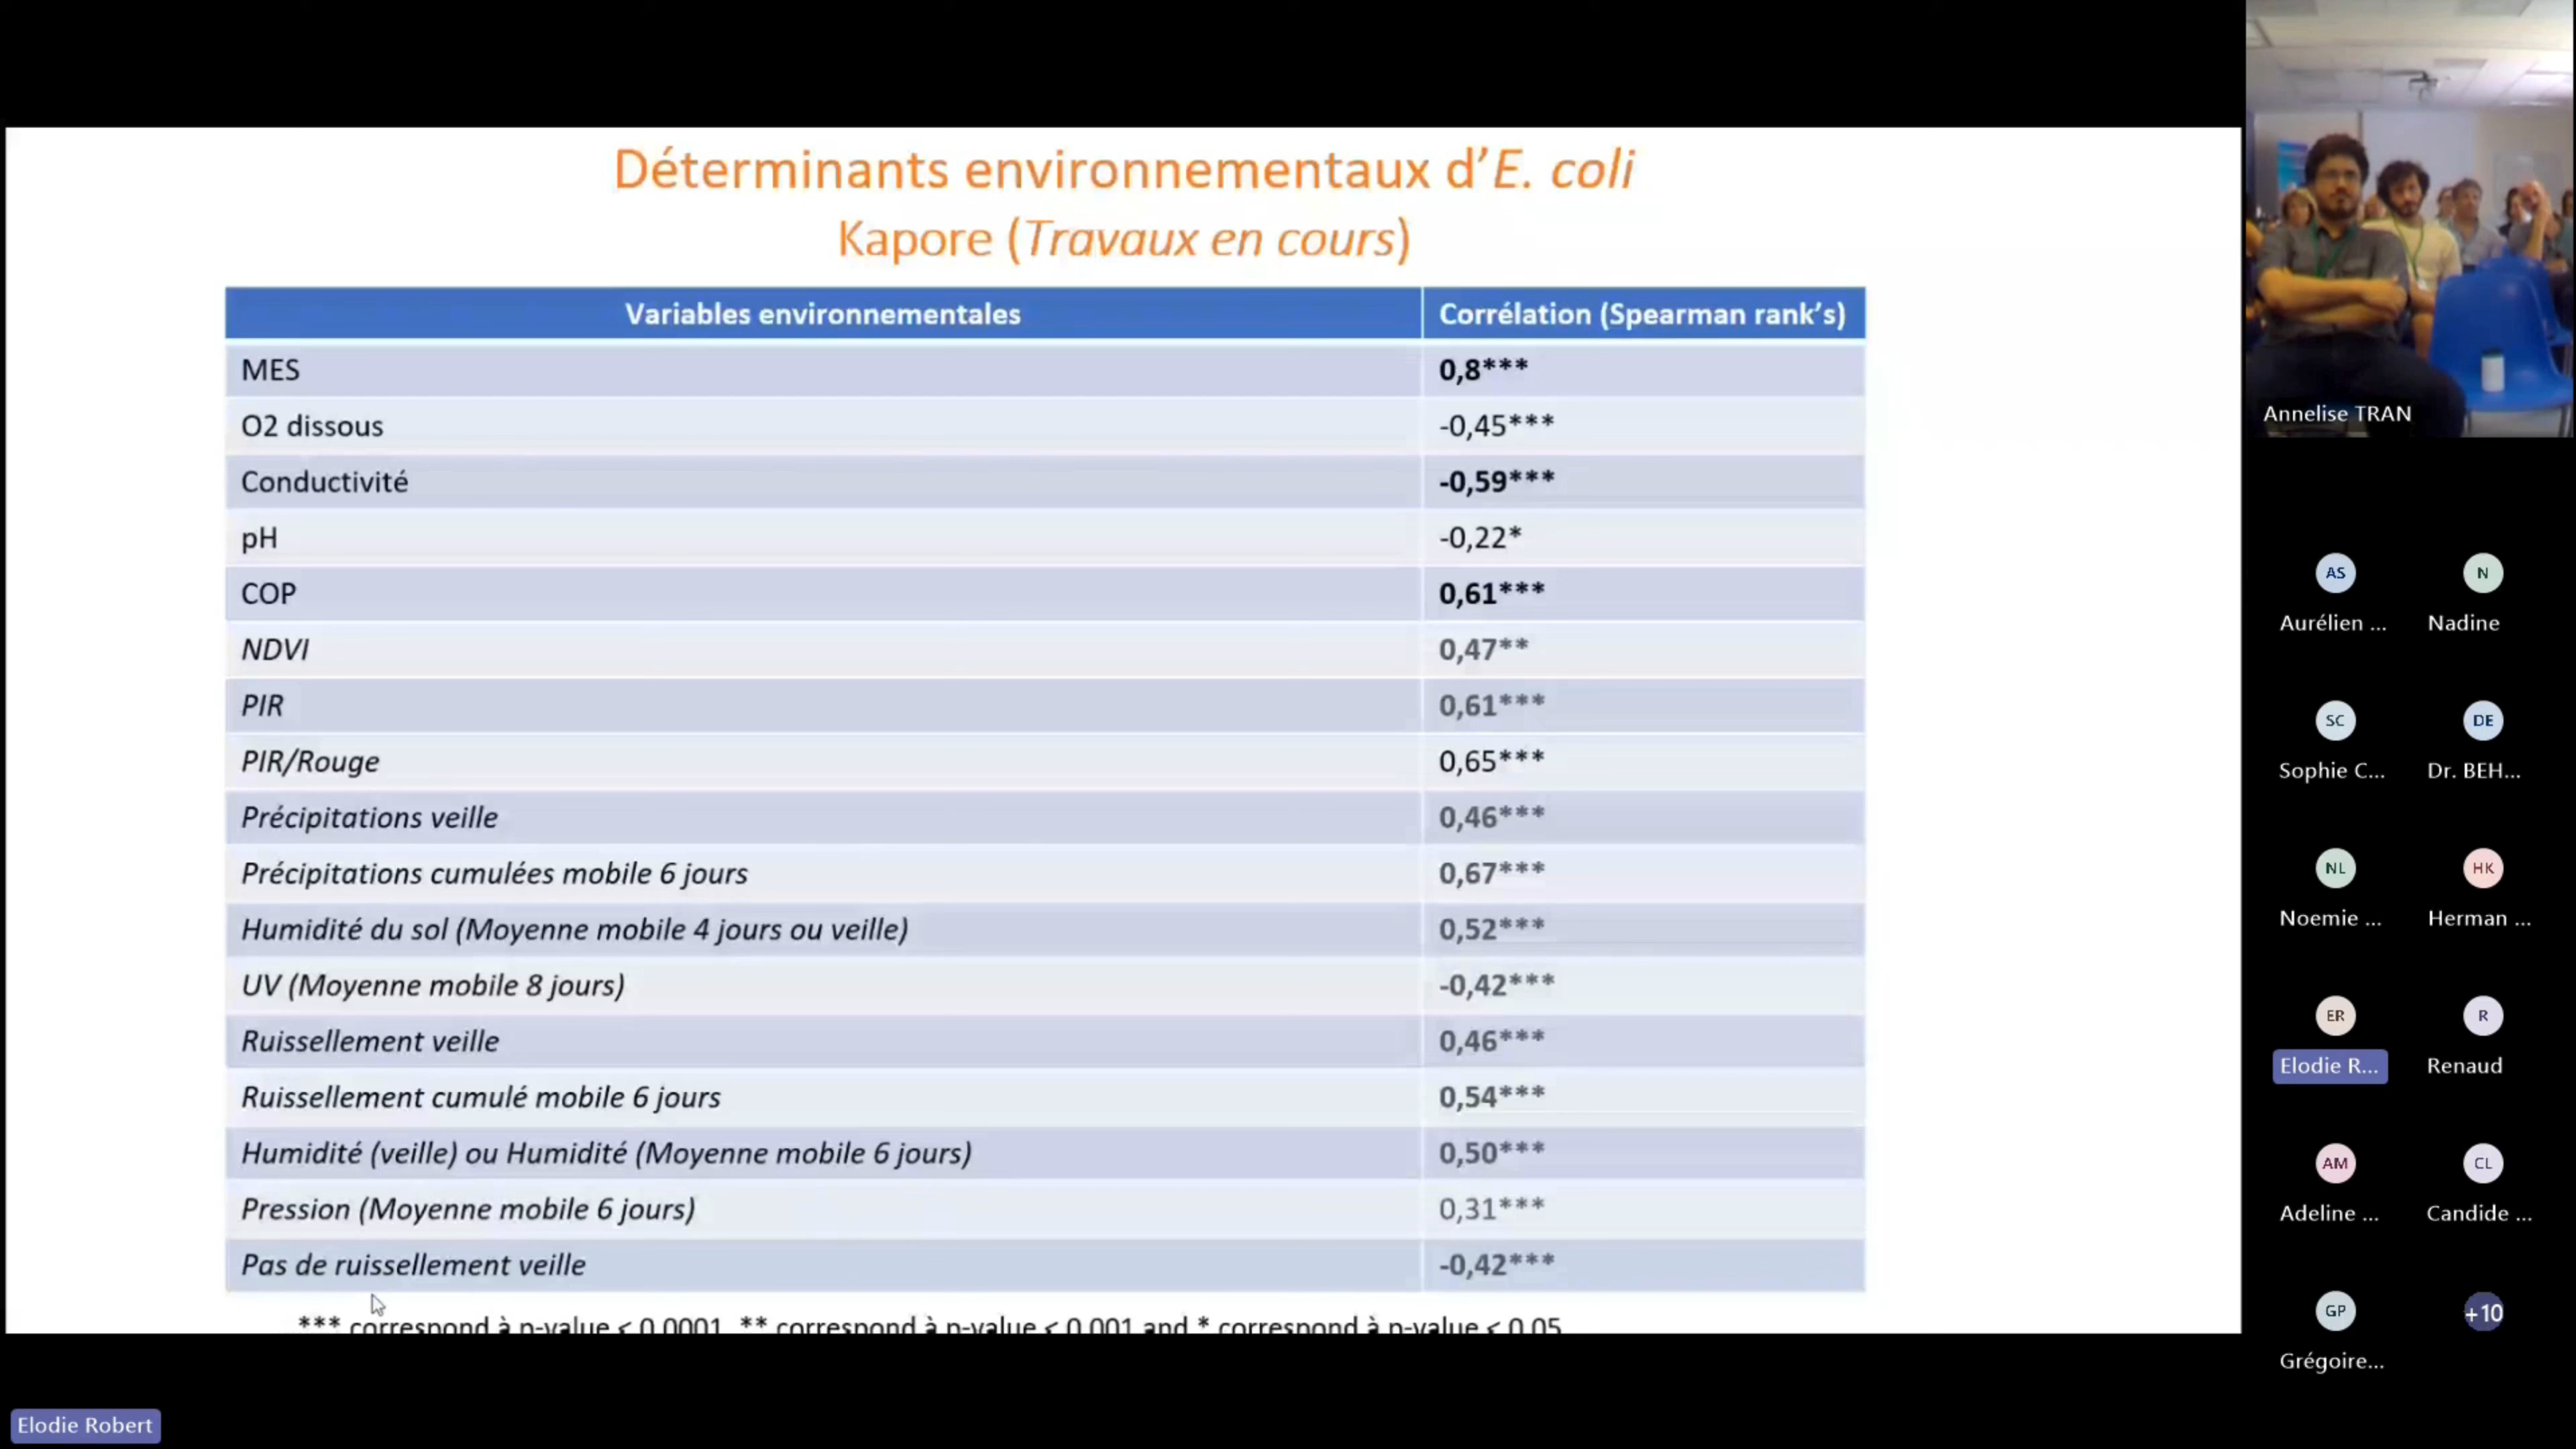 Déterminants environnementaux d'E. coli
Kapore (Travaux en cours)
Variables environnementales Corrélation (Spearman rank's)
MES 0,8***
O2 dissous -0,45***
Conductivité -0,59***
pH -0,22*
COP 0,61***
NDVI 0,47**
PIR 0,61***
PIR/Rouge 0,65***
Précipitations veille 0,46***
Précipitations cumulées mobile 6 jours 0,67***
Humidité du sol (Moyenne mobile 4 jours ou veille) 0,52***
UV (Moyenne mobile 8 jours) -0,42***
Ruissellement veille 0,46***
Ruissellement cumulé mobile 6 jours 0,54***
Humidité (veille) ou Humidité (Moyenne mobile 6 jours) 0,50***
Pression (Moyenne mobile 6 jours) 0,31***
Pas de ruissellement veille -0,42***
*** correspond à p-value < 0.0001, ** correspond à p-value < 0.001 and * correspond à p-value < 0.05
Elodie Robert
Annelise TRAN
AS N
Aurélien ... Nadine
SC DE
Sophie C... Dr. BEH...
NL HK
Noemie ... Herman ...
ER R
Elodie R... Renaud
AM CL
Adeline ... Candide ...
GP +10
Grégoire...